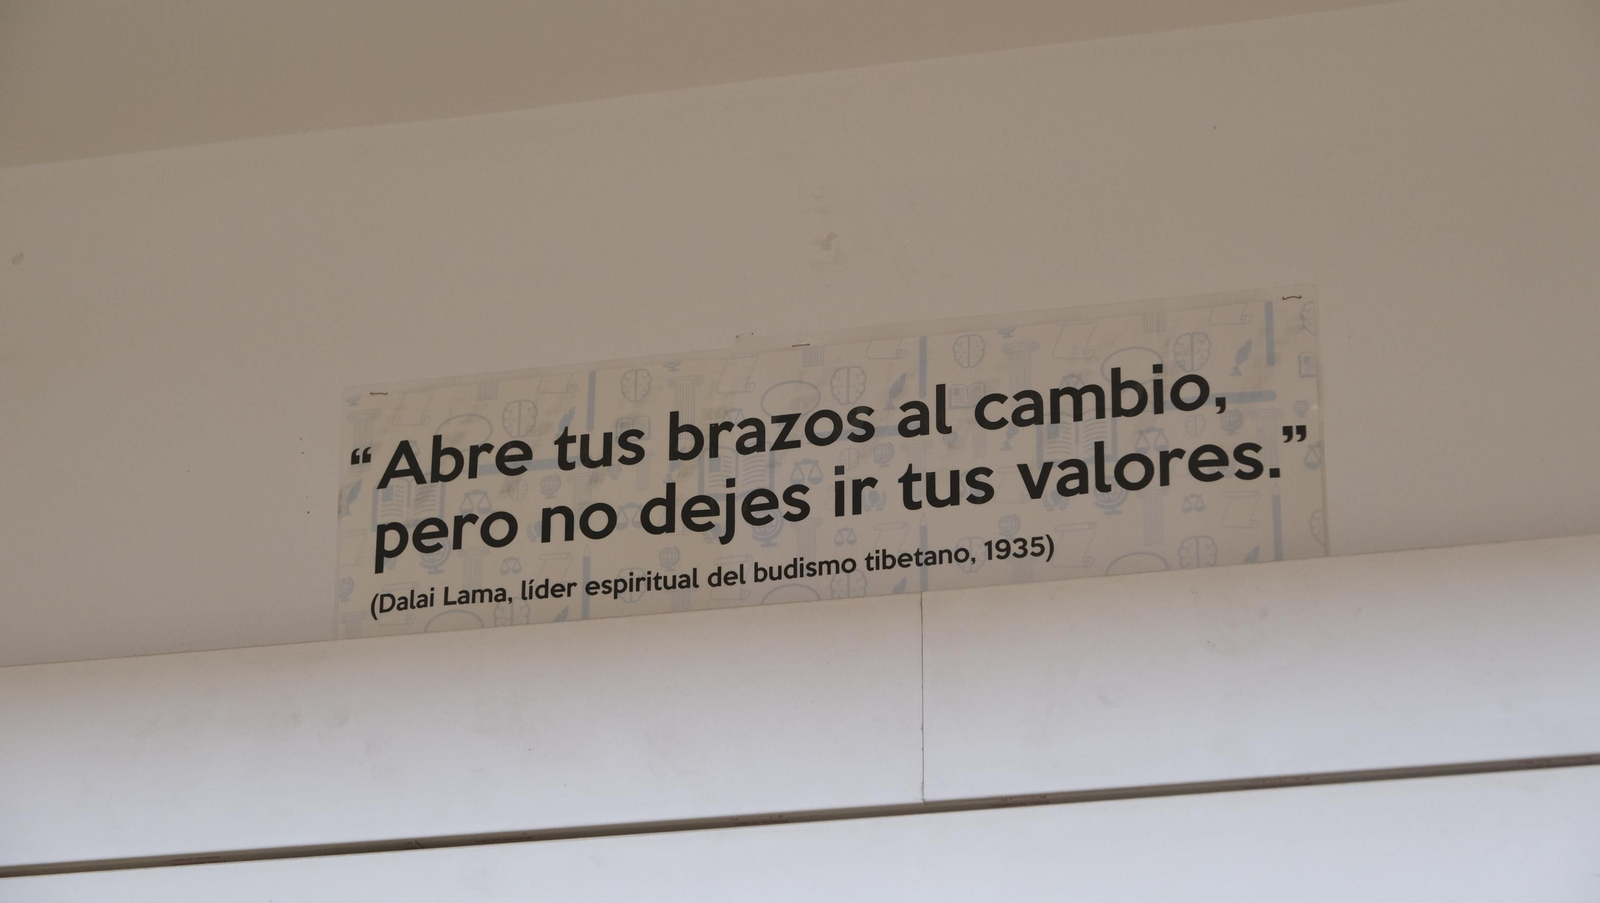 “Abre tus brazos al cambio,
pero no dejes ir tus valores.”
(Dalai Lama, líder espiritual del budismo tibetano, 1935)